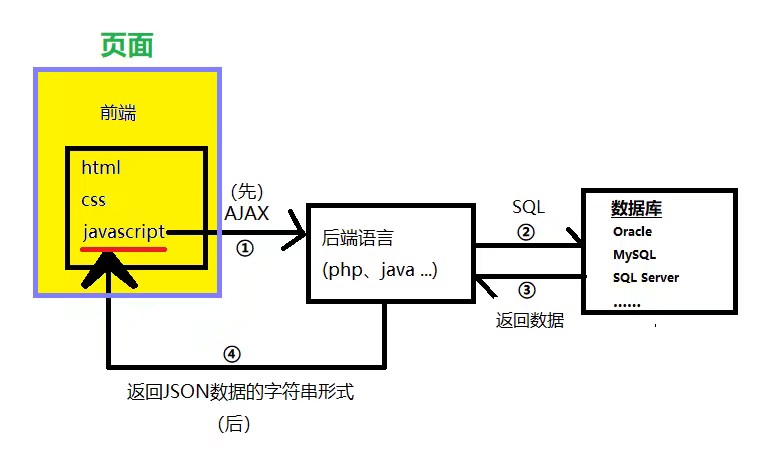 页面
前端
html
css
javascript
(先)
AJAX
①
后端语言
(php、java ...)
SQL
②
③
返回数据
数据库
Oracle
MySQL
SQL Server
......
④
返回JSON数据的字符串形式
(后)